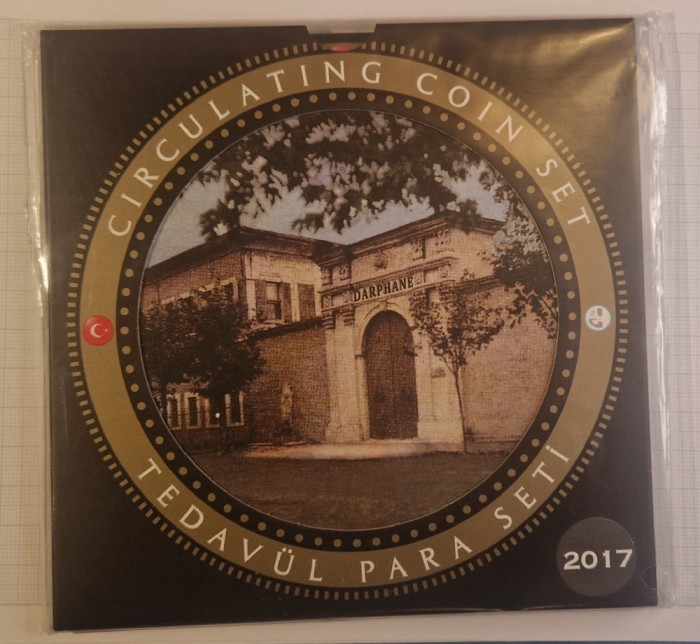 CIRCULATING COIN SET
DARPHANE
TEDAVÜL PARA SETİ
2017